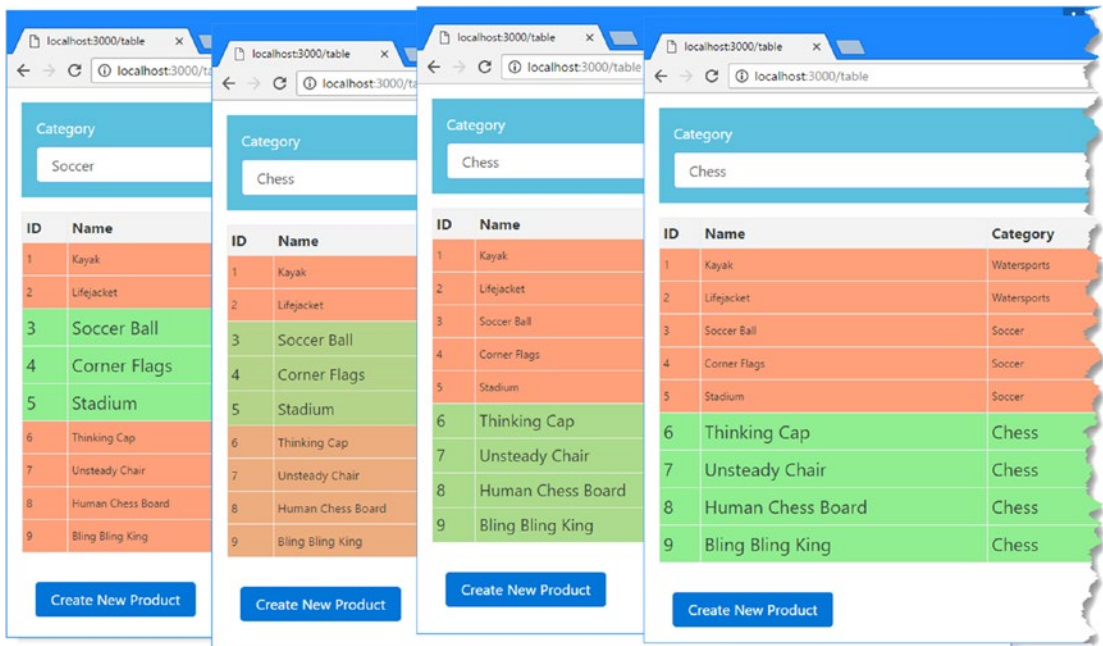 localhost:3000/table
localhost:3000/ta
Category
Soccer
ID Name
1 Kayak
2 Lifejacket
3 Soccer Ball
4 Corner Flags
5 Stadium
6 Thinking Cap
7 Unsteady Chair
8 Human Chess Board
9 Bling Bling King
Create New Product
localhost:3000/table
localhost:3000/ta
Category
Chess
ID Name
1 Kayak
2 Lifejacket
3 Soccer Ball
4 Corner Flags
5 Stadium
6 Thinking Cap
7 Unsteady Chair
8 Human Chess Board
9 Bling Bling King
Create New Product
localhost:3000/table
localhost:3000/table
Category
Chess
ID Name
1 Kayak
2 Lifejacket
3 Soccer Ball
4 Corner Flags
5 Stadium
6 Thinking Cap
7 Unsteady Chair
8 Human Chess Board
9 Bling Bling King
Create New Product
localhost:3000/table
localhost:3000/table
Category
Chess
ID Name Category
1 Kayak Watersports
2 Lifejacket Watersports
3 Soccer Ball Soccer
4 Corner Flags Soccer
5 Stadium Soccer
6 Thinking Cap Chess
7 Unsteady Chair Chess
8 Human Chess Board Chess
9 Bling Bling King Chess
Create New Product